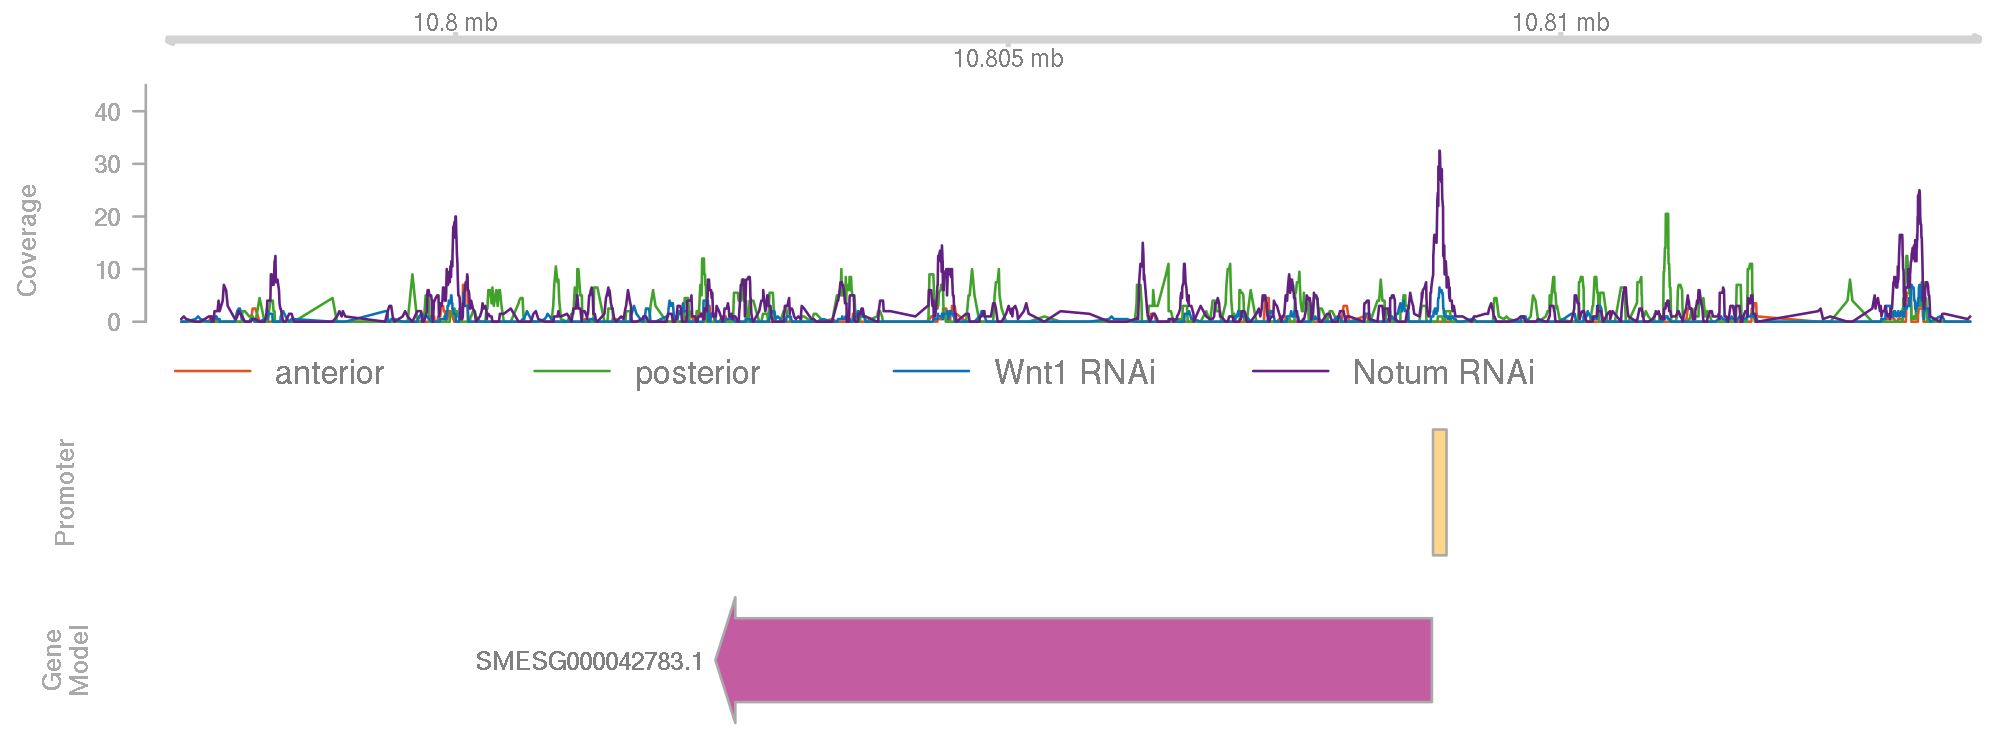 10.8 mb
10.81 mb
10.805 mb
Coverage
40
30
20
10
0
anterior posterior Wnt1 RNAi Notum RNAi
Promoter
Gene
Model
SMESG000042783.1